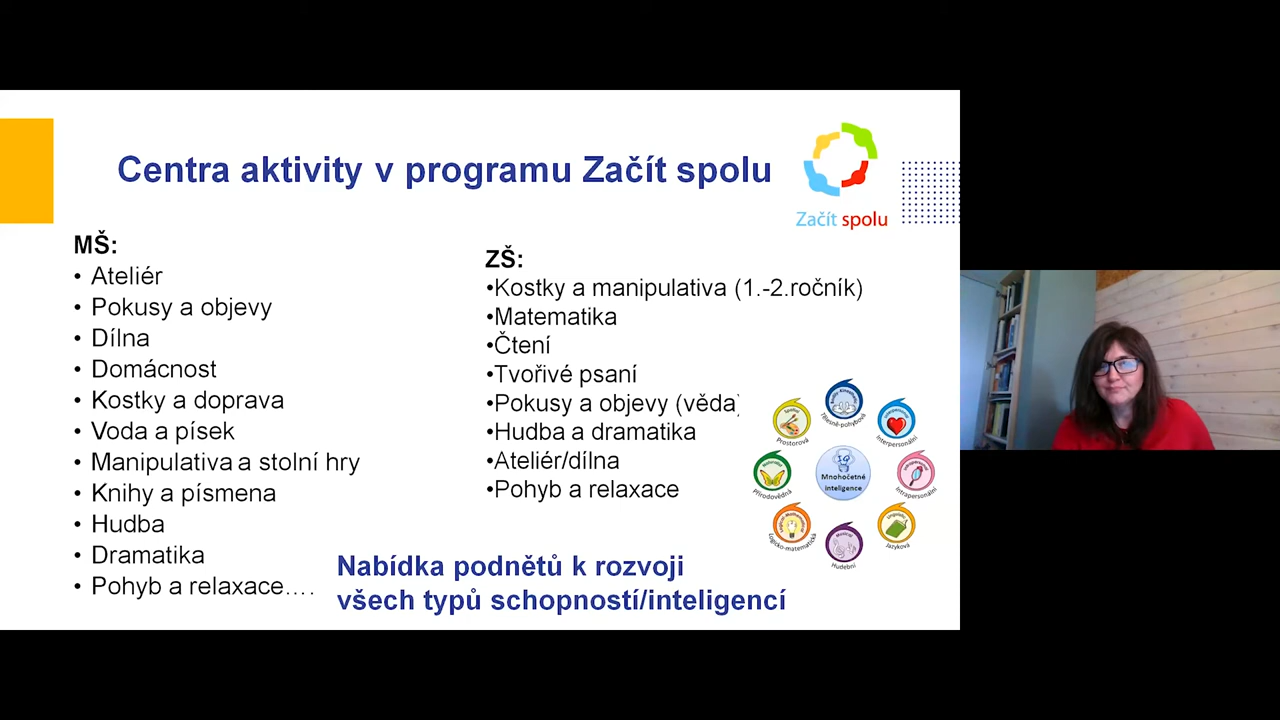 Centra aktivity v programu Začít spolu
Začít spolu
MŠ:
• Ateliér
• Pokusy a objevy
• Dílna
• Domácnost
• Kostky a doprava
• Voda a písek
• Manipulativa a stolní hry
• Knihy a písmena
• Hudba
• Dramatika
• Pohyb a relaxace….
ZŠ:
•Kostky a manipulativa (1.-2.ročník)
•Matematika
•Čtení
•Tvořivé psaní
•Pokusy a objevy (věda)
•Hudba a dramatika
•Ateliér/dílna
•Pohyb a relaxace
Tělesně-pohybová
Interpersonální
Intrapersonální
Jazyková
Hudební
Logicko-matematická
Přírodovědná
Prostorová
Mnohočetné
inteligence
Nabídka podnětů k rozvoji
všech typů schopností/inteligencí